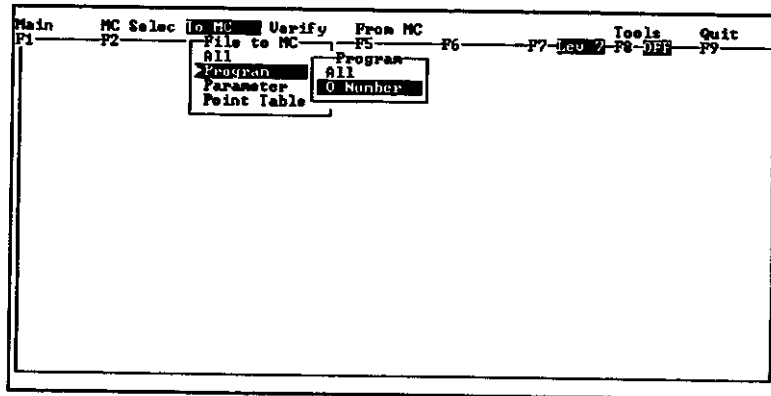 Main MC Selec To MC Verify From MC Tools Quit
F1 F2 File to MC F5 F6 F7 Lev ? F8 OFF F9
All Program
Program All
Parameter O Number
Point Table